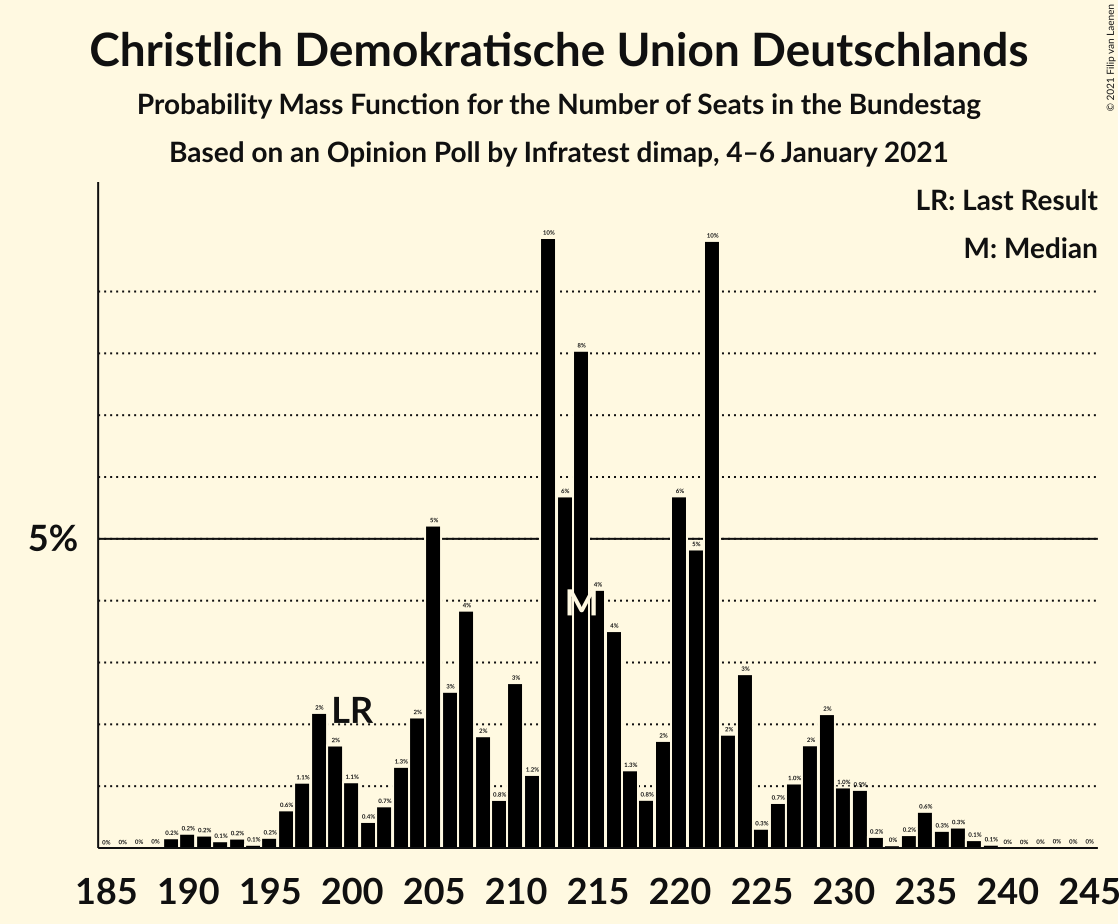 Christlich Demokratische Union Deutschlands
Probability Mass Function for the Number of Seats in the Bundestag
Based on an Opinion Poll by Infratest dimap, 4–6 January 2021
© 2021 Filip van Laenen
LR: Last Result
M: Median
5%
0% 0% 0% 0% 0.2% 0.2% 0.2% 0.1% 0.2% 0.1% 0.2% 0.6% 1.1% 2% 2% 1.1% 0.4% 0.7% 1.3% 2% 5% 3% 4% 2% 0.8% 3% 1.2% 10% 6% 8% 4% 4% 1.3% 0.8% 2% 6% 5% 10% 2% 3% 0.3% 0.7% 1.0% 2% 2% 1.0% 0.9% 0.2% 0% 0.2% 0.6% 0.3% 0.3% 0.1% 0.1% 0% 0% 0% 0% 0% 0%
LR
M
185 190 195 200 205 210 215 220 225 230 235 240 245